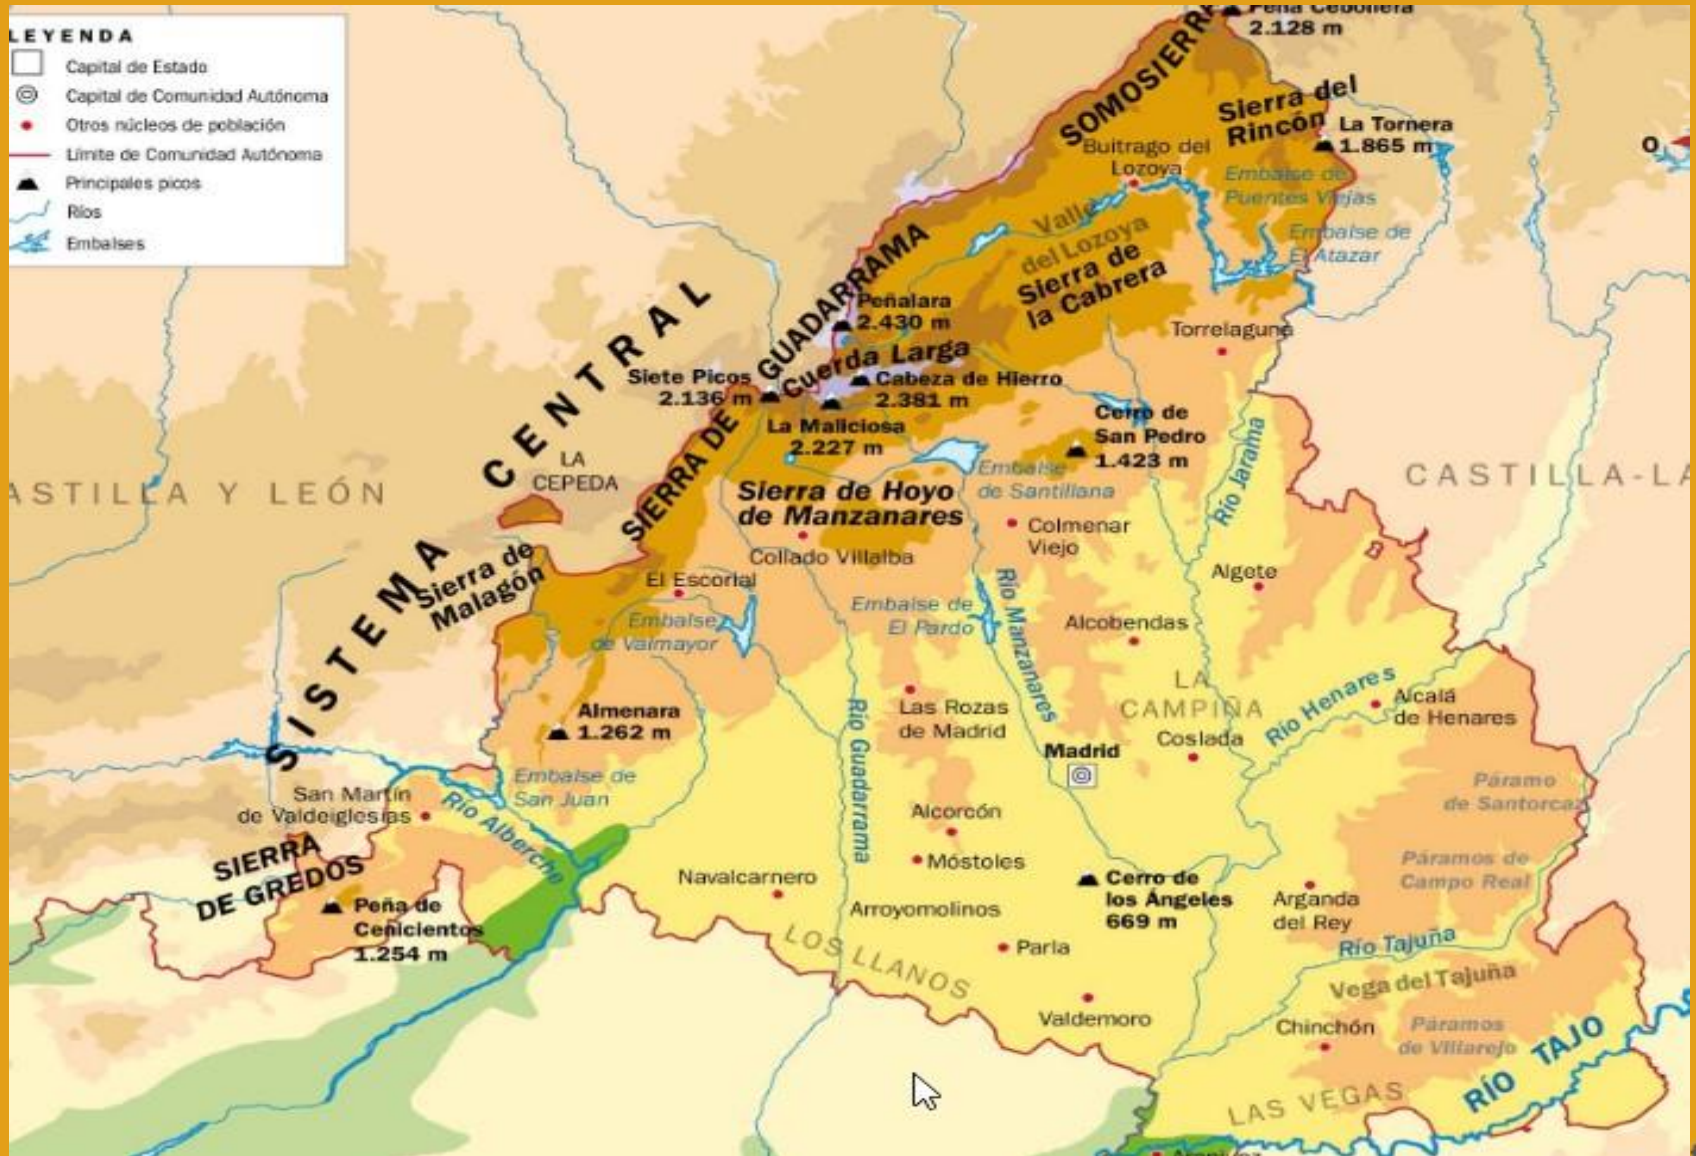 LEYENDA
Capital de Estado
Capital de Comunidad Autónoma
Otros núcleos de población
Límite de Comunidad Autónoma
Principales picos
Ríos
Embalses
Peña Cebollera
2.128 m
SOMOSIERRA
Sierra del
Rincón
La Tornera
1.865 m
O
Buitrago del
Lozoya
Embalse de
Puentes Viejas
Valle
del Lozoya
Embalse de
El Atazar
Sierra de
la Cabrera
SISTEMA CENTRAL
SIERRA DE GUADARRAMA
Peñalara
2.430 m
Torrelaguna
Cuerda Larga
Siete Picos
2.136 m
Cabeza de Hierro
2.381 m
La Maliciosa
2.227 m
Cerro de
San Pedro
1.423 m
Río Jarama
LA
CEPEDA
ASTILLA Y LEÓN
CASTILLA-LA
Embalse
de Santillana
Sierra de Hoyo
de Manzanares
Colmenar
Viejo
Collado Villalba
Sierra de
Malagón
El Escorial
Algete
Embalse
de Valmayor
Embalse de
El Pardo
Río Manzanares
Alcobendas
LA
CAMPIÑA
Río Henares
Alcalá
de Henares
Almenara
1.262 m
Las Rozas
de Madrid
Río Guadarrama
Madrid
Coslada
Embalse de
San Juan
San Martín
de Valdeiglesias
Río Alberche
Páramo
de Santorcaz
Alcorcón
Móstoles
SIERRA
DE GREDOS
Páramos de
Campo Real
Navalcarnero
Cerro de
los Ángeles
669 m
Arganda
del Rey
Arroyomolinos
Peña de
Cenicientos
1.254 m
LOS LLANOS
Parla
Río Tajuña
Vega del Tajuña
Valdemoro
Chinchón
Páramos
de Villarejo
RÍO TAJO
LAS VEGAS
Aranjuez